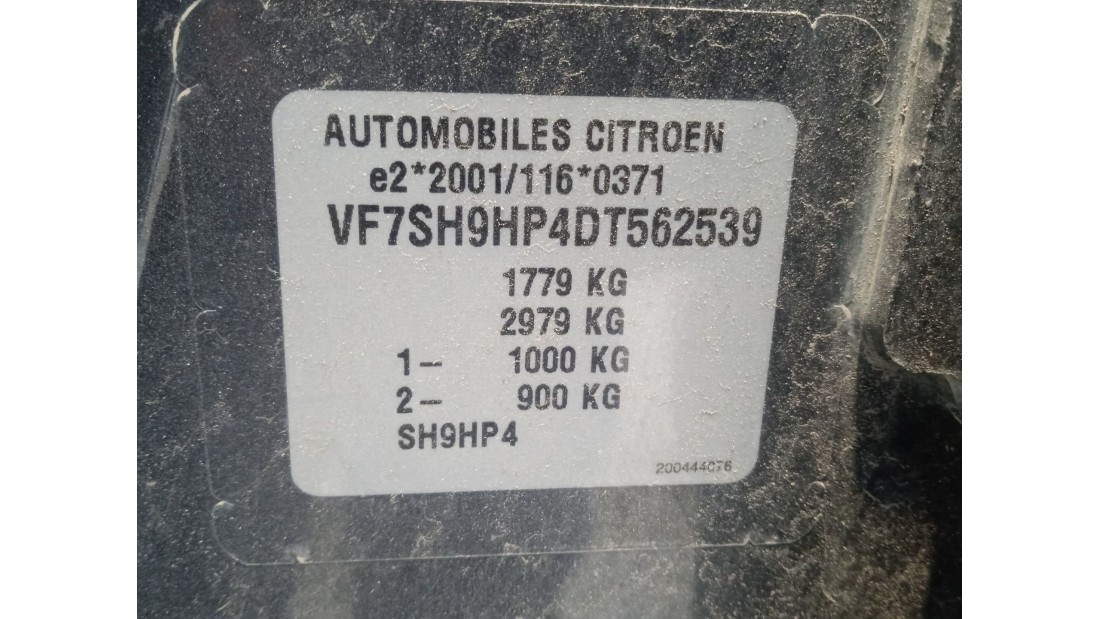 AUTOMOBILES CITROEN
e2*2001/116*0371
VF7SH9HP4DT562539
1779 KG
2979 KG
1- 1000 KG
2- 900 KG
SH9HP4
200444076